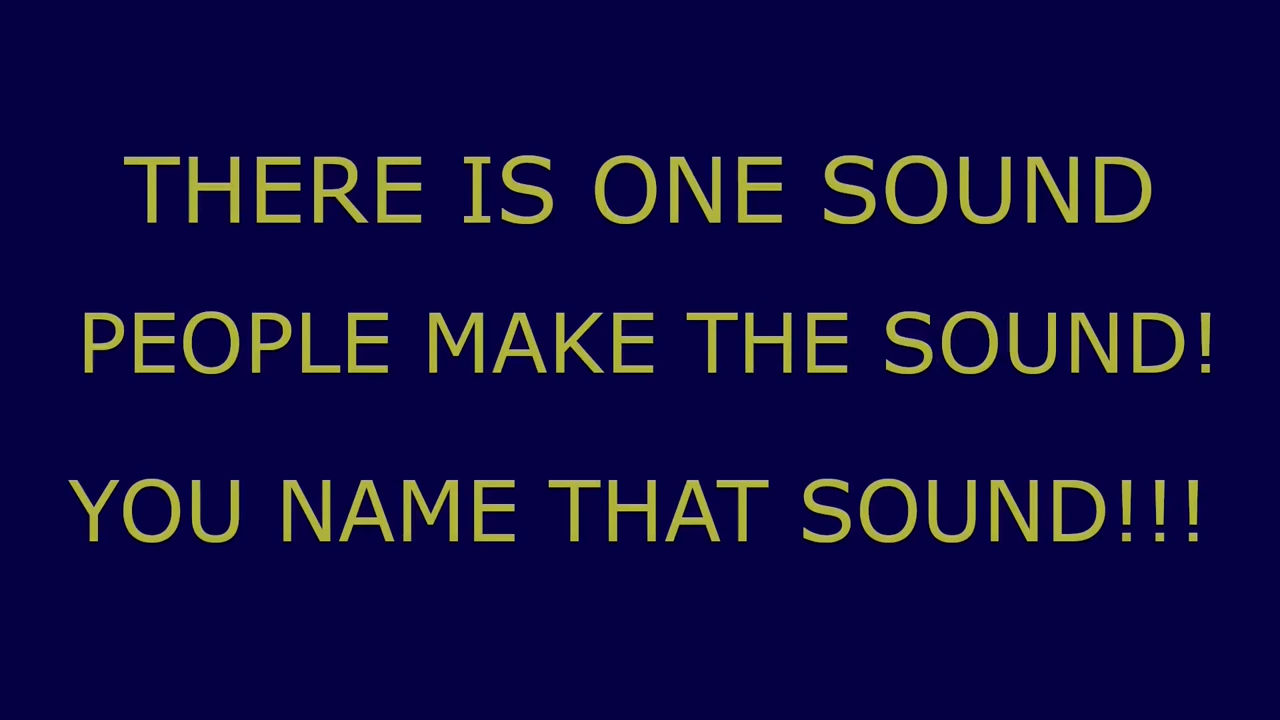 THERE IS ONE SOUND
PEOPLE MAKE THE SOUND!
YOU NAME THAT SOUND!!!